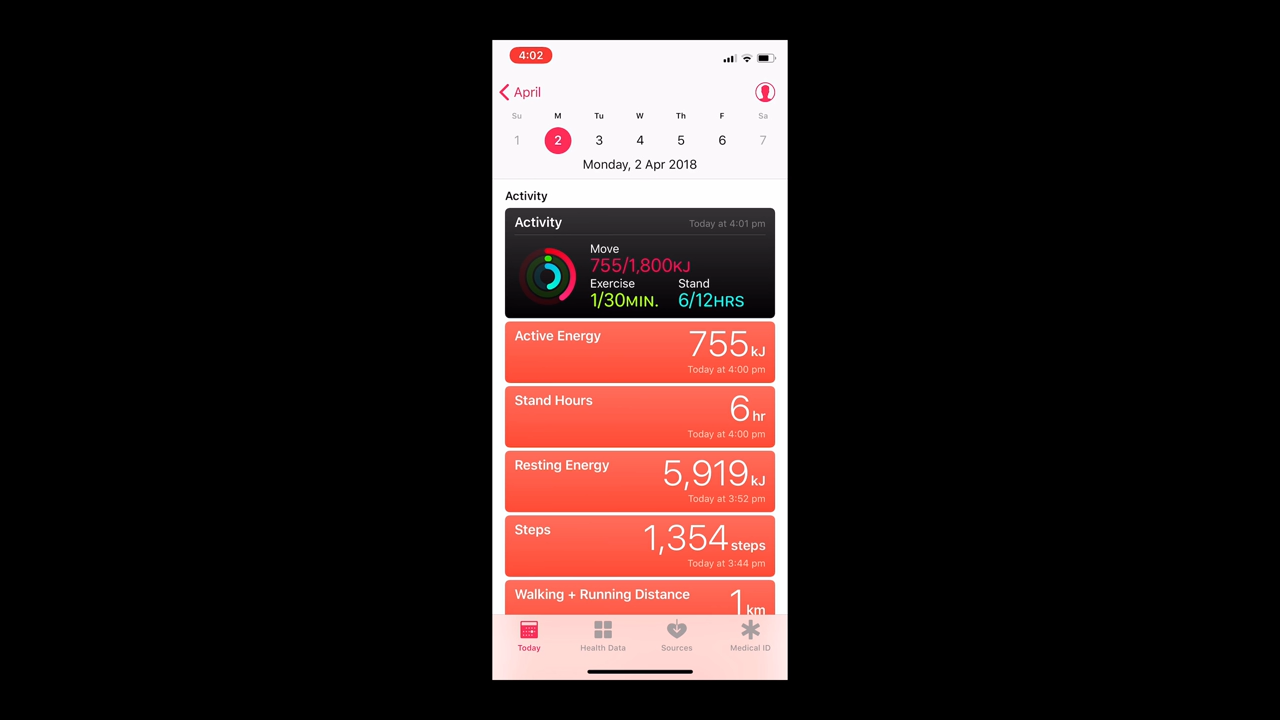 4:02
April
Su M Tu W Th F Sa
1 2 3 4 5 6 7
Monday, 2 Apr 2018
Activity
Activity Today at 4:01 pm
Move
755/1,800KJ
Exercise Stand
1/30MIN. 6/12HRS
Active Energy 755 kJ
Today at 4:00 pm
Stand Hours 6 hr
Today at 4:00 pm
Resting Energy 5,919 kJ
Today at 3:52 pm
Steps 1,354 steps
Today at 3:44 pm
Walking + Running Distance 1 km
Today Health Data Sources Medical ID